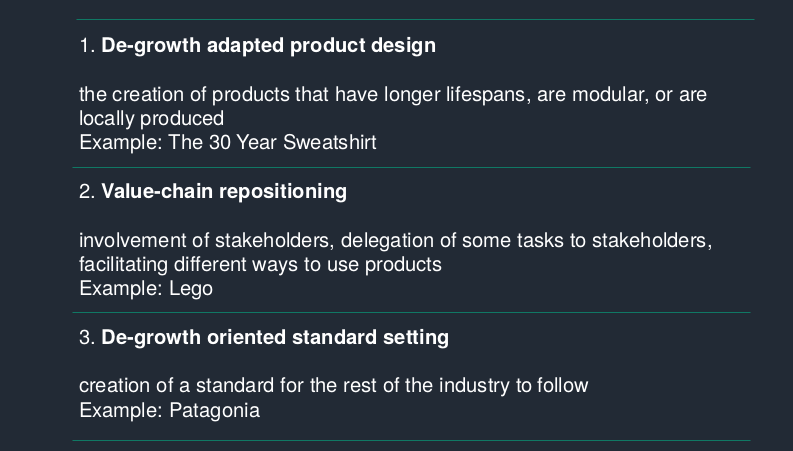 1. De-growth adapted product design
the creation of products that have longer lifespans, are modular, or are
locally produced
Example: The 30 Year Sweatshirt
2. Value-chain repositioning
involvement of stakeholders, delegation of some tasks to stakeholders,
facilitating different ways to use products
Example: Lego
3. De-growth oriented standard setting
creation of a standard for the rest of the industry to follow
Example: Patagonia